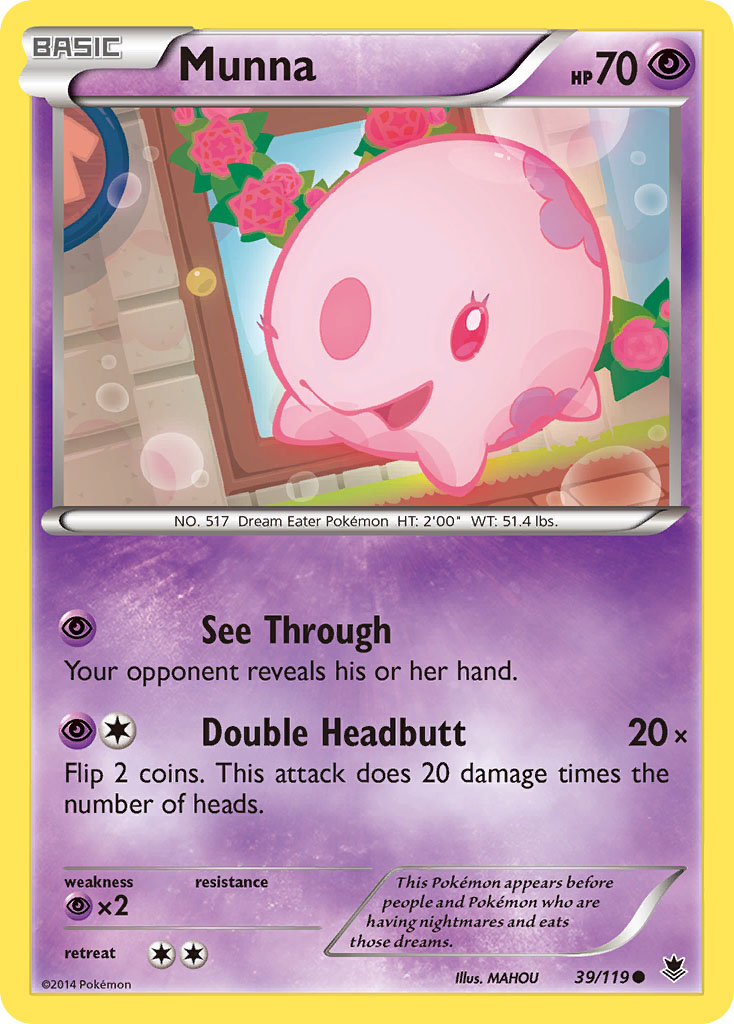 BASIC
Munna
HP70
NO. 517 Dream Eater Pokémon HT: 2'00" WT: 51.4 lbs.
See Through
Your opponent reveals his or her hand.
Double Headbutt 20×
Flip 2 coins. This attack does 20 damage times the
number of heads.
weakness resistance
×2
This Pokémon appears before
people and Pokémon who are
having nightmares and eats
those dreams.
retreat
©2014 Pokémon
Illus. MAHOU
39/119